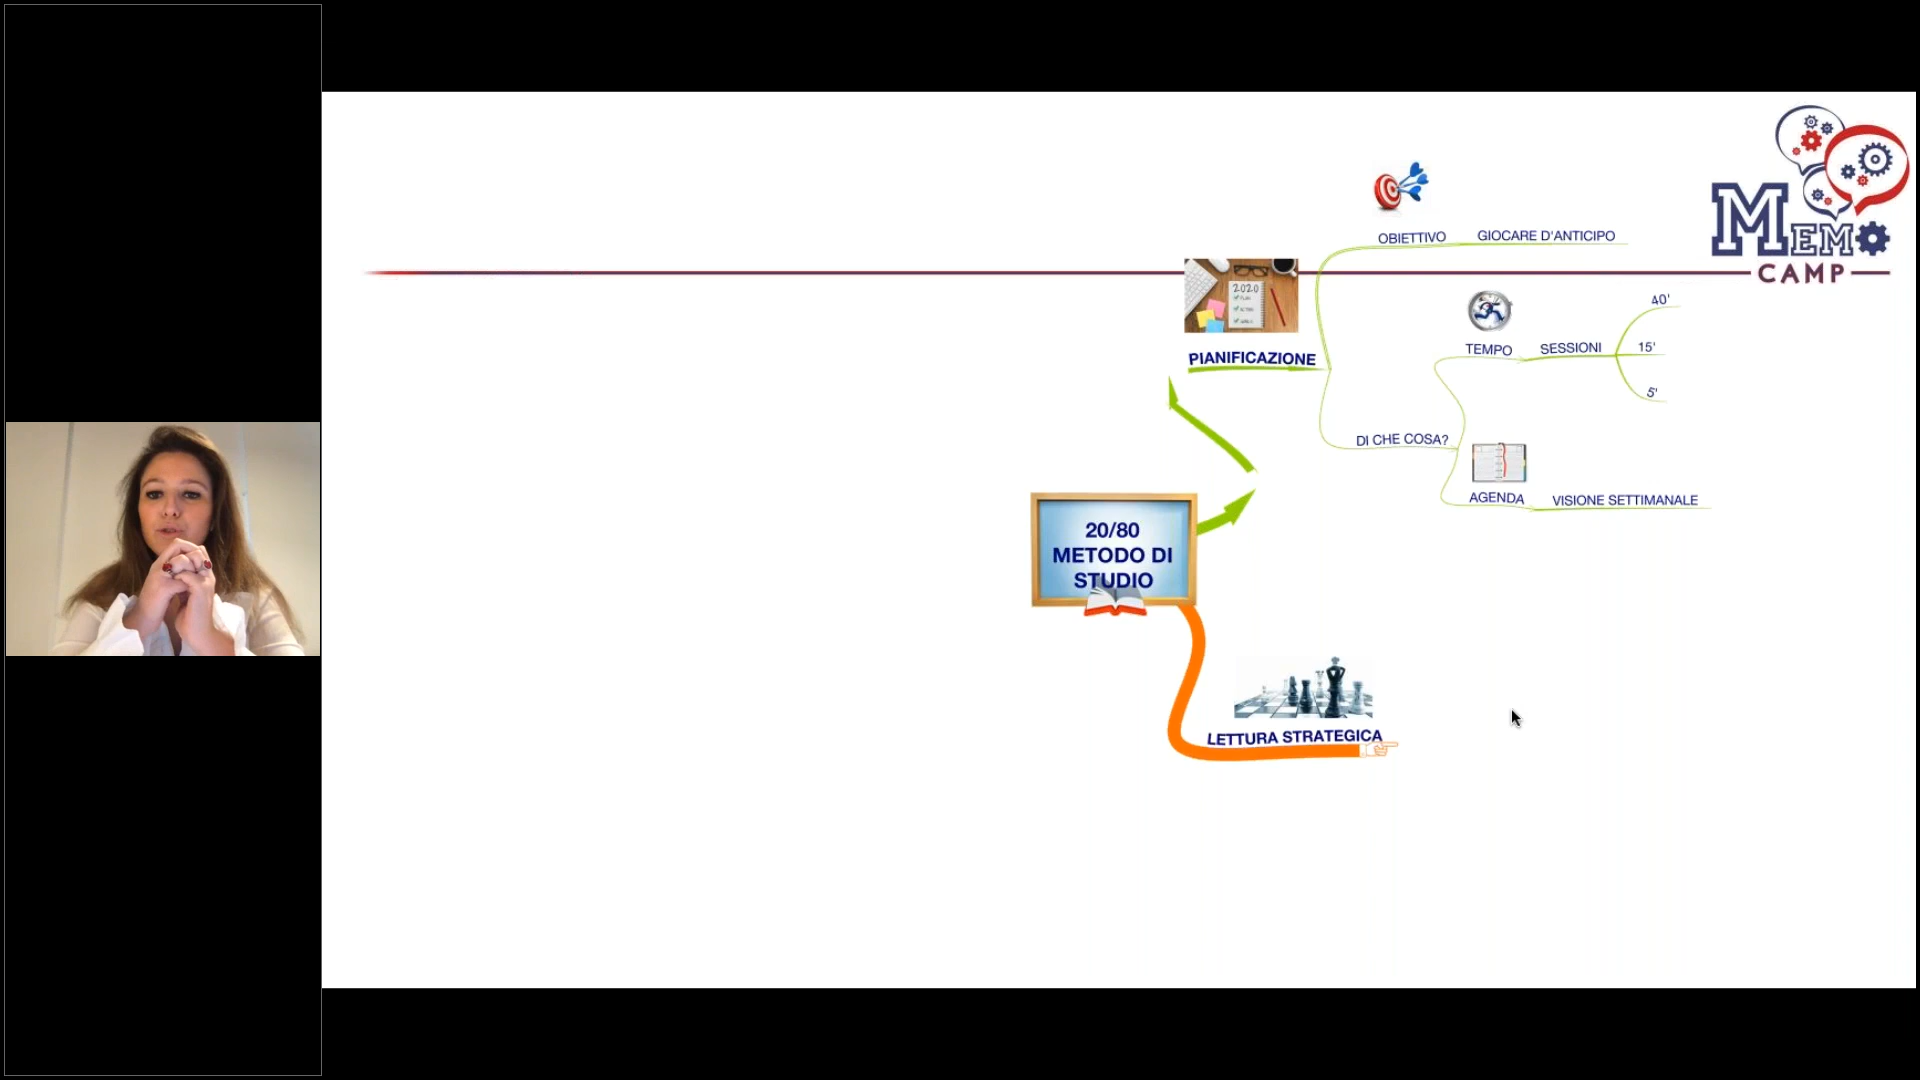 MEMO
CAMP
OBIETTIVO
GIOCARE D'ANTICIPO
2020
PIANIFICAZIONE
TEMPO
SESSIONI
40'
15'
5'
DI CHE COSA?
AGENDA
VISIONE SETTIMANALE
20/80
METODO DI
STUDIO
LETTURA STRATEGICA